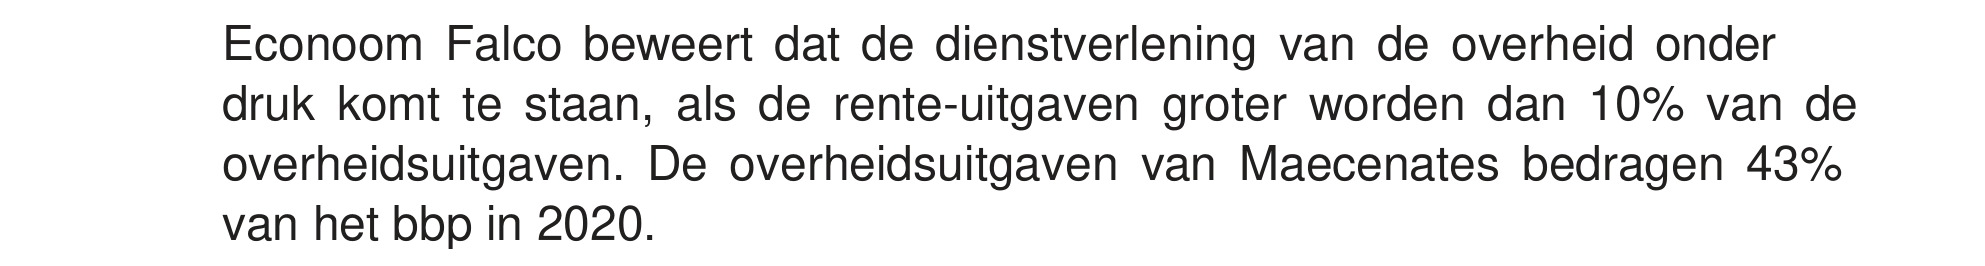 Econoom Falco beweert dat de dienstverlening van de overheid onder
druk komt te staan, als de rente-uitgaven groter worden dan 10% van de
overheidsuitgaven. De overheidsuitgaven van Maecenates bedragen 43%
van het bbp in 2020.